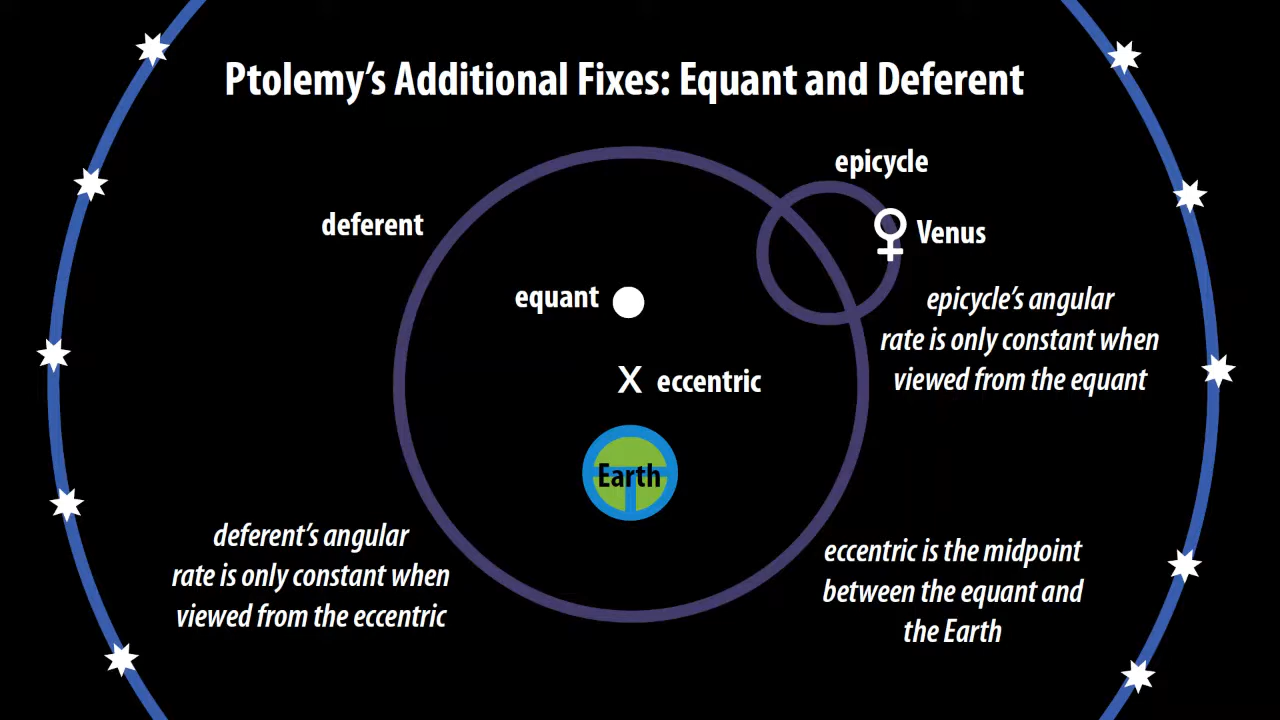 Ptolemy’s Additional Fixes: Equant and Deferent
epicycle
deferent
Venus
equant
epicycle’s angular
rate is only constant when
viewed from the equant
X eccentric
Earth
deferent’s angular
rate is only constant when
viewed from the eccentric
eccentric is the midpoint
between the equant and
the Earth